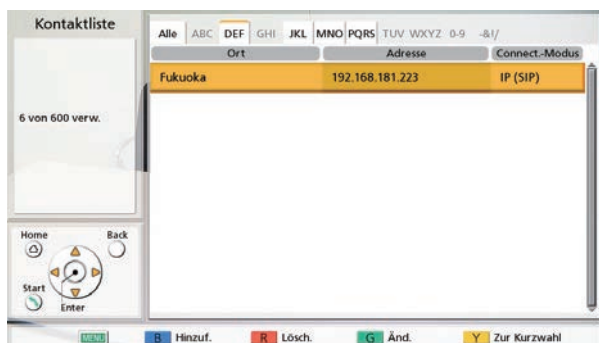 Kontaktliste
Alle ABC DEF GHI JKL MNO PQRS TUV WXYZ 0-9 -&!/
Ort Adresse Connect.-Modus
Fukuoka 192.168.181.223 IP (SIP)
6 von 600 verw.
Home Back
Start
Enter
MENU B Hinzuf. R Lösch. G Änd. Y Zur Kurzwahl